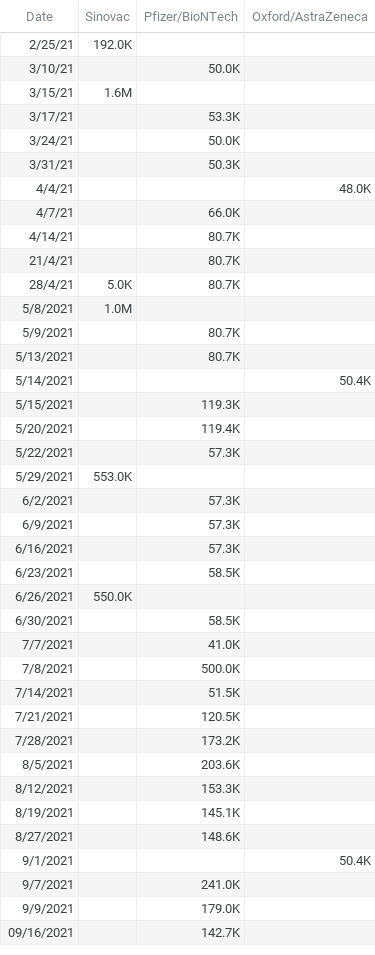 Date Sinovac Pfizer/BioNTech Oxford/AstraZeneca
2/25/21 192.0K
3/10/21 50.0K
3/15/21 1.6M
3/17/21 53.3K
3/24/21 50.0K
3/31/21 50.3K
4/4/21 48.0K
4/7/21 66.0K
4/14/21 80.7K
21/4/21 80.7K
28/4/21 5.0K 80.7K
5/8/2021 1.0M
5/9/2021 80.7K
5/13/2021 80.7K
5/14/2021 50.4K
5/15/2021 119.3K
5/20/2021 119.4K
5/22/2021 57.3K
5/29/2021 553.0K
6/2/2021 57.3K
6/9/2021 57.3K
6/16/2021 57.3K
6/23/2021 58.5K
6/26/2021 550.0K
6/30/2021 58.5K
7/7/2021 41.0K
7/8/2021 500.0K
7/14/2021 51.5K
7/21/2021 120.5K
7/28/2021 173.2K
8/5/2021 203.6K
8/12/2021 153.3K
8/19/2021 145.1K
8/27/2021 148.6K
9/1/2021 50.4K
9/7/2021 241.0K
9/9/2021 179.0K
09/16/2021 142.7K